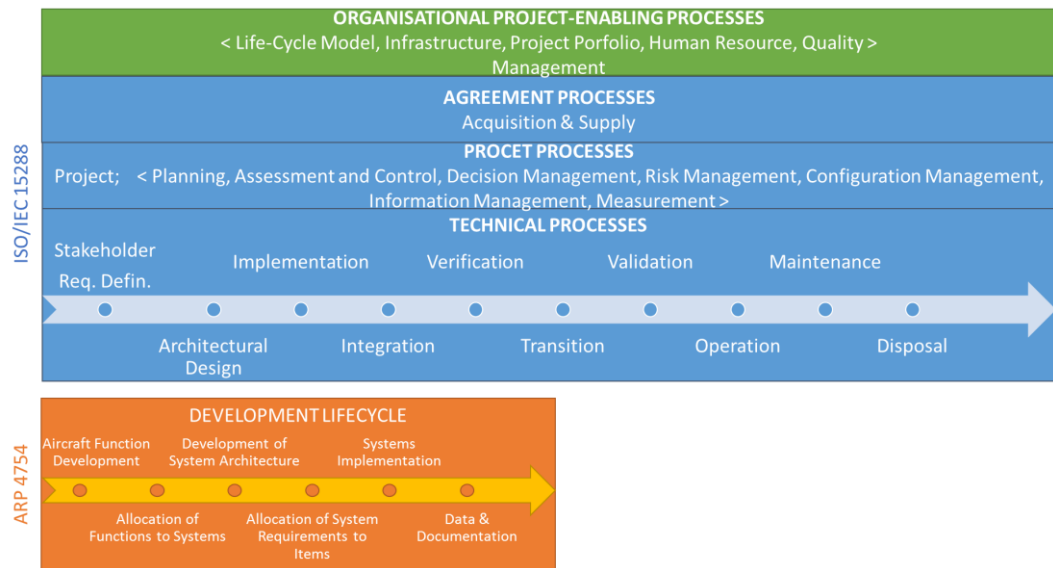 ORGANISATIONAL PROJECT-ENABLING PROCESSES
< Life-Cycle Model, Infrastructure, Project Porfolio, Human Resource, Quality >
Management
AGREEMENT PROCESSES
Acquisition & Supply
PROCET PROCESSES
Project;   < Planning, Assessment and Control, Decision Management, Risk Management, Configuration Management,
Information Management, Measurement >
ISO/IEC 15288
TECHNICAL PROCESSES
Stakeholder
Req. Defin.
Implementation
Verification
Validation
Maintenance
Architectural
Design
Integration
Transition
Operation
Disposal
ARP 4754
DEVELOPMENT LIFECYCLE
Aircraft Function
Development
Development of
System Architecture
Systems
Implementation
Allocation of
Functions to Systems
Allocation of System
Requirements to
Items
Data &
Documentation